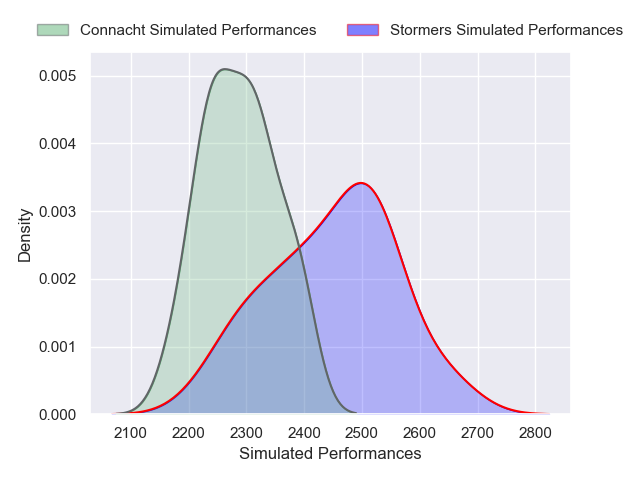 Connacht Simulated Performances
Stormers Simulated Performances
0.005
0.004
0.003
0.002
0.001
0.000
Density
2100 2200 2300 2400 2500 2600 2700 2800
Simulated Performances